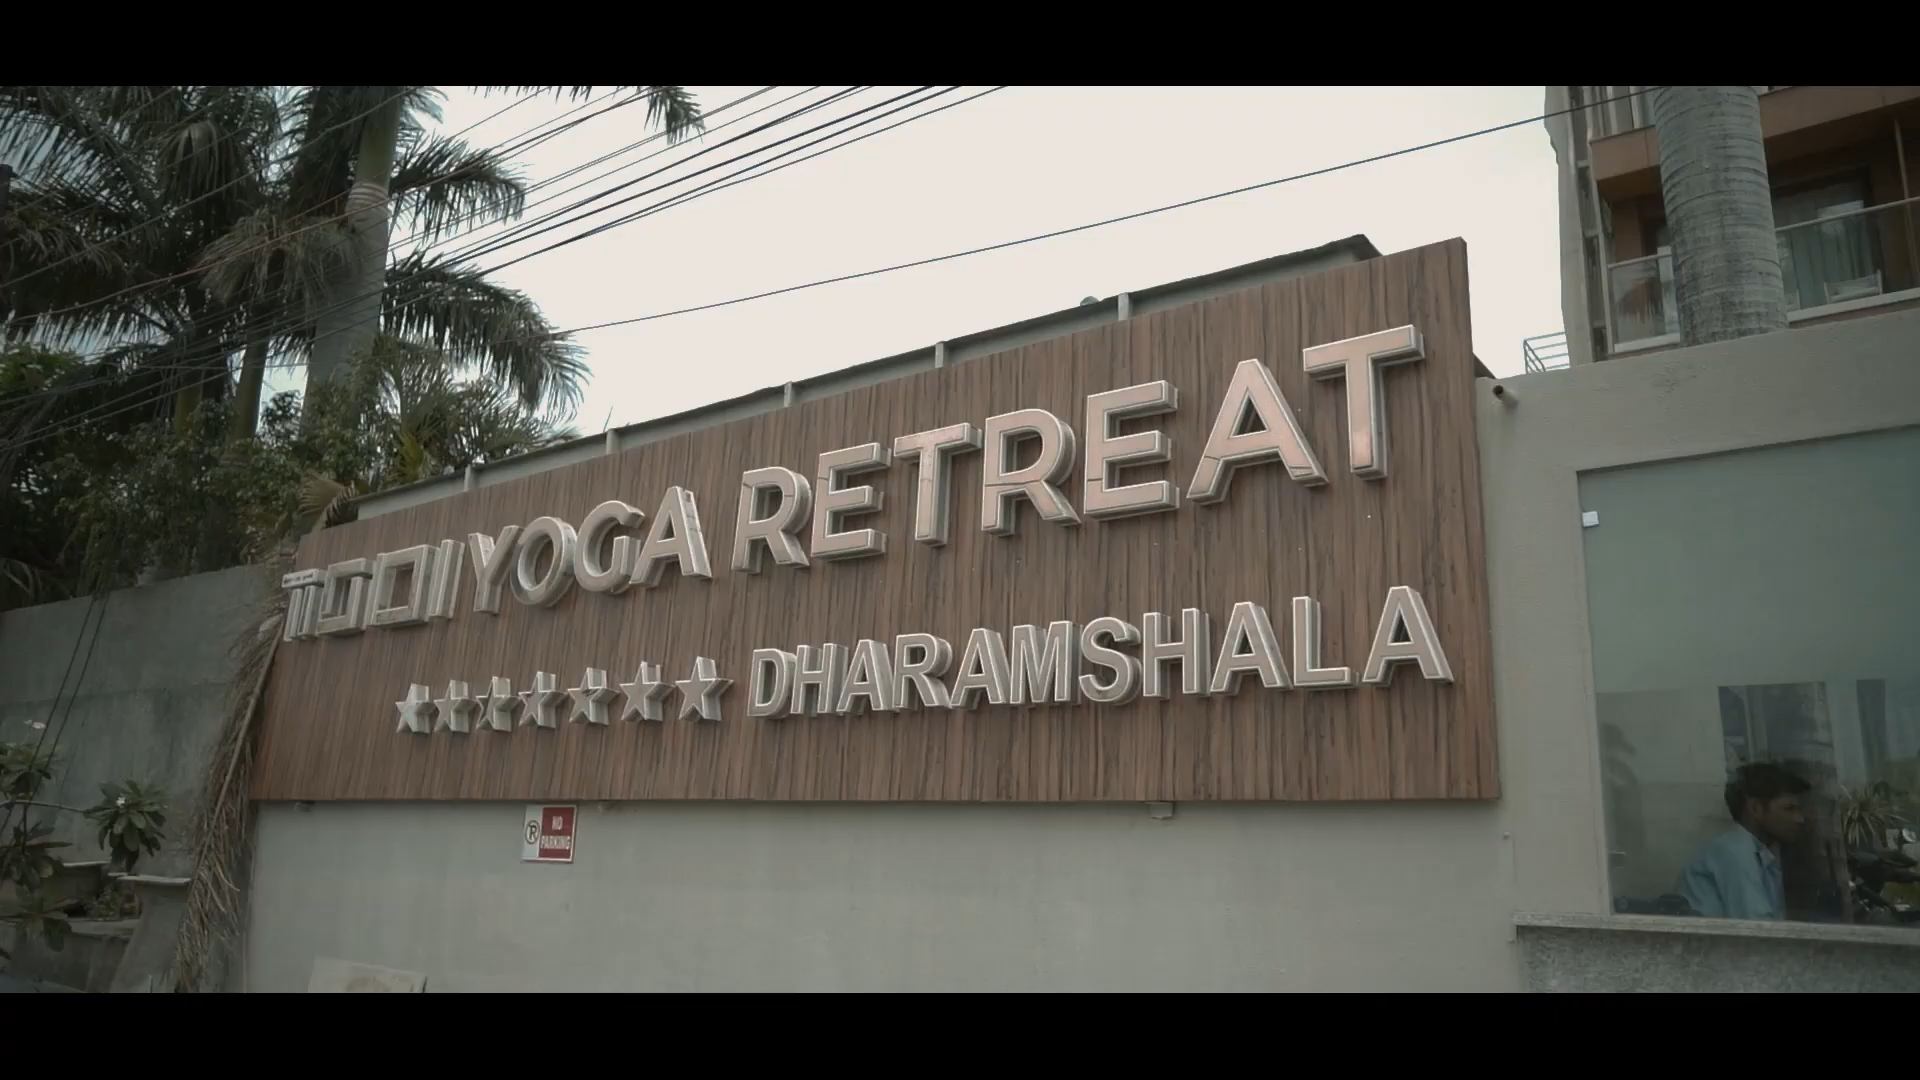 YOGA RETREAT
★★★★★★★ DHARAMSHALA
NO
PARKING